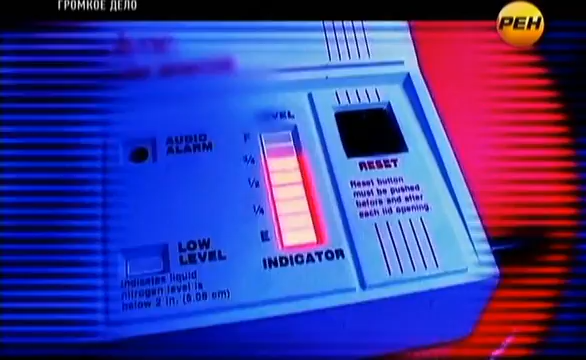 ГРОМКОЕ ДЕЛО
РЕН
AUDIO
ALARM
LEVEL
F
3/4
1/2
1/4
E
INDICATOR
LOW
LEVEL
Indicates liquid
nitrogen level is
below 2 in. (5.08 cm)
RESET
Reset button
must be pushed
before and after
each lid opening.